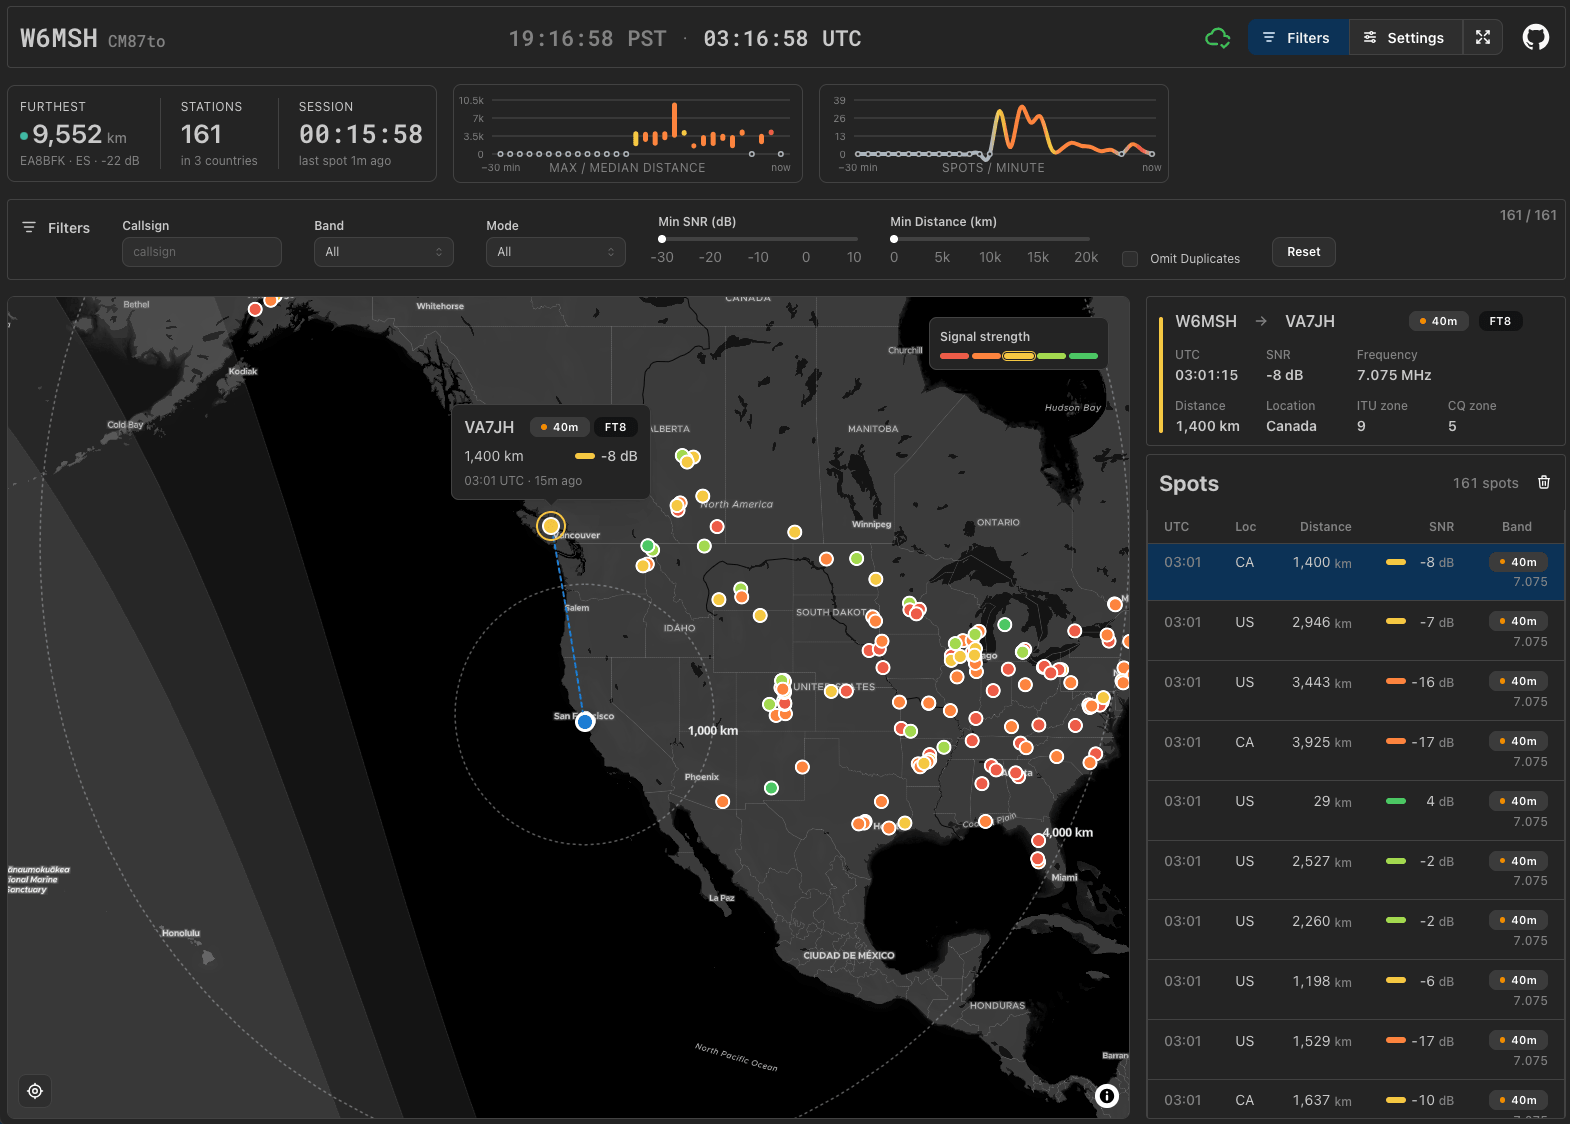 W6MSH CM87to
19:16:58 PST · 03:16:58 UTC
Filters
Settings
FURTHEST
9,552 km
EA8BFK · ES · -22 dB
STATIONS
161
in 3 countries
SESSION
00:15:58
last spot 1m ago
10.5k
7k
3.5k
0
−30 min
MAX / MEDIAN DISTANCE
now
39
26
13
0
−30 min
SPOTS / MINUTE
now
Filters
Callsign
callsign
Band
All
Mode
All
Min SNR (dB)
-30 -20 -10 0 10
Min Distance (km)
0 5k 10k 15k 20k
Omit Duplicates
Reset
161 / 161
Bethel
Whitehorse
CANADA
Kodiak
Cold Bay
Churchill
Signal strength
Hudson Bay
VA7JH 40m FT8
1,400 km -8 dB
03:01 UTC · 15m ago
ALBERTA
MANITOBA
North America
Winnipeg
ONTARIO
Vancouver
Salem
IDAHO
SOUTH DAKOTA
UNITED STATES
San Francisco
1,000 km
Phoenix
4,000 km
Miami
La Paz
Honolulu
CIUDAD DE MÉXICO
HONDURAS
North Pacific Ocean
Barran
W6MSH → VA7JH 40m FT8
UTC SNR Frequency
03:01:15 -8 dB 7.075 MHz
Distance Location ITU zone CQ zone
1,400 km Canada 9 5
Spots 161 spots
UTC Loc Distance SNR Band
03:01 CA 1,400 km -8 dB 40m
7.075
03:01 US 2,946 km -7 dB 40m
7.075
03:01 US 3,443 km -16 dB 40m
7.075
03:01 CA 3,925 km -17 dB 40m
7.075
03:01 US 29 km 4 dB 40m
7.075
03:01 US 2,527 km -2 dB 40m
7.075
03:01 US 2,260 km -2 dB 40m
7.075
03:01 US 1,198 km -6 dB 40m
7.075
03:01 US 1,529 km -17 dB 40m
7.075
03:01 CA 1,637 km -10 dB 40m